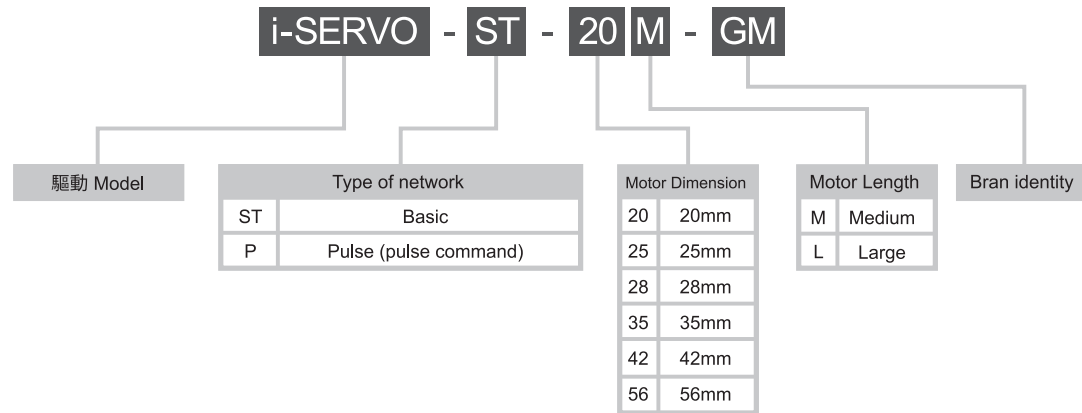 i-SERVO - ST - 20 M - GM
驅動 Model
Type of network
ST Basic
P Pulse (pulse command)
Motor Dimension
20 20mm
25 25mm
28 28mm
35 35mm
42 42mm
56 56mm
Motor Length
M Medium
L Large
Bran identity